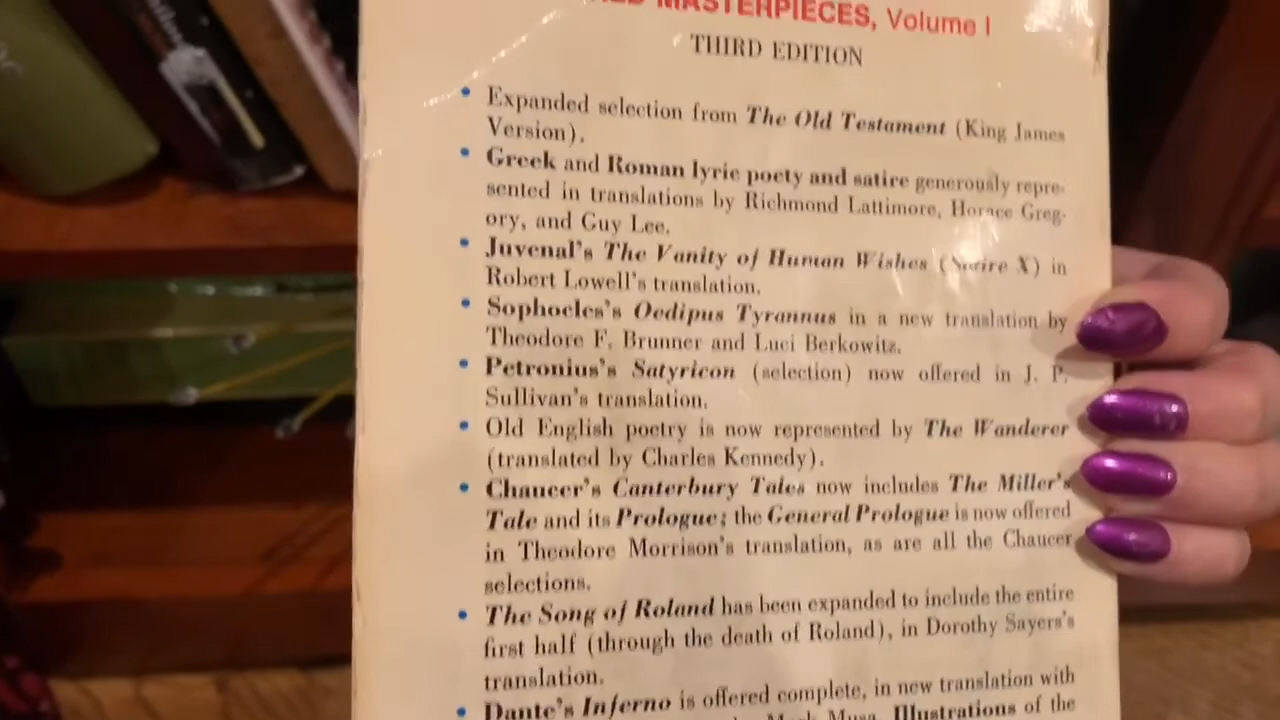 MASTERPIECES, Volume I
THIRD EDITION
• Expanded selection from The Old Testament (King James
Version).
• Greek and Roman lyric poetry and satire generously repre-
sented in translations by Richmond Lattimore, Horace Greg-
ory, and Guy Lee.
• Juvenal's The Vanity of Human Wishes (Satire X) in
Robert Lowell's translation.
• Sophocles's Oedipus Tyrannus in a new translation by
Theodore F. Brunner and Luci Berkowitz.
• Petronius's Satyricon (selection) now offered in J. P.
Sullivan's translation.
• Old English poetry is now represented by The Wanderer
(translated by Charles Kennedy).
• Chaucer's Canterbury Tales now includes The Miller's
Tale and its Prologue; the General Prologue is now offered
in Theodore Morrison's translation, as are all the Chaucer
selections.
• The Song of Roland has been expanded to include the entire
first half (through the death of Roland), in Dorothy Sayers's
translation.
• Dante's Inferno is offered complete, in new translation with
Mark Musa. Illustrations of the